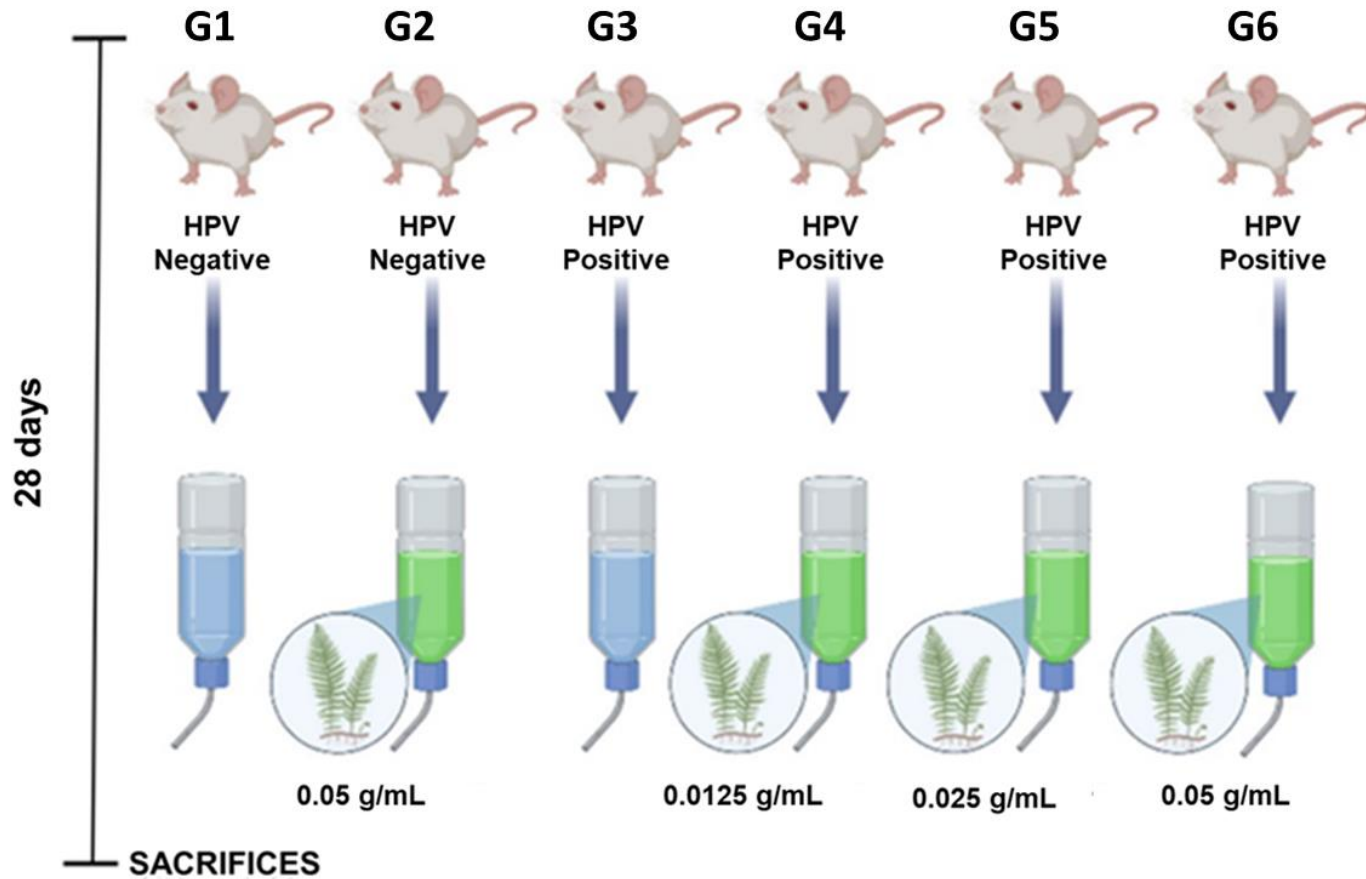 G1 G2 G3 G4 G5 G6
HPV HPV HPV HPV HPV HPV
Negative Negative Positive Positive Positive Positive
28 days
0.05 g/mL 0.0125 g/mL 0.025 g/mL 0.05 g/mL
SACRIFICES